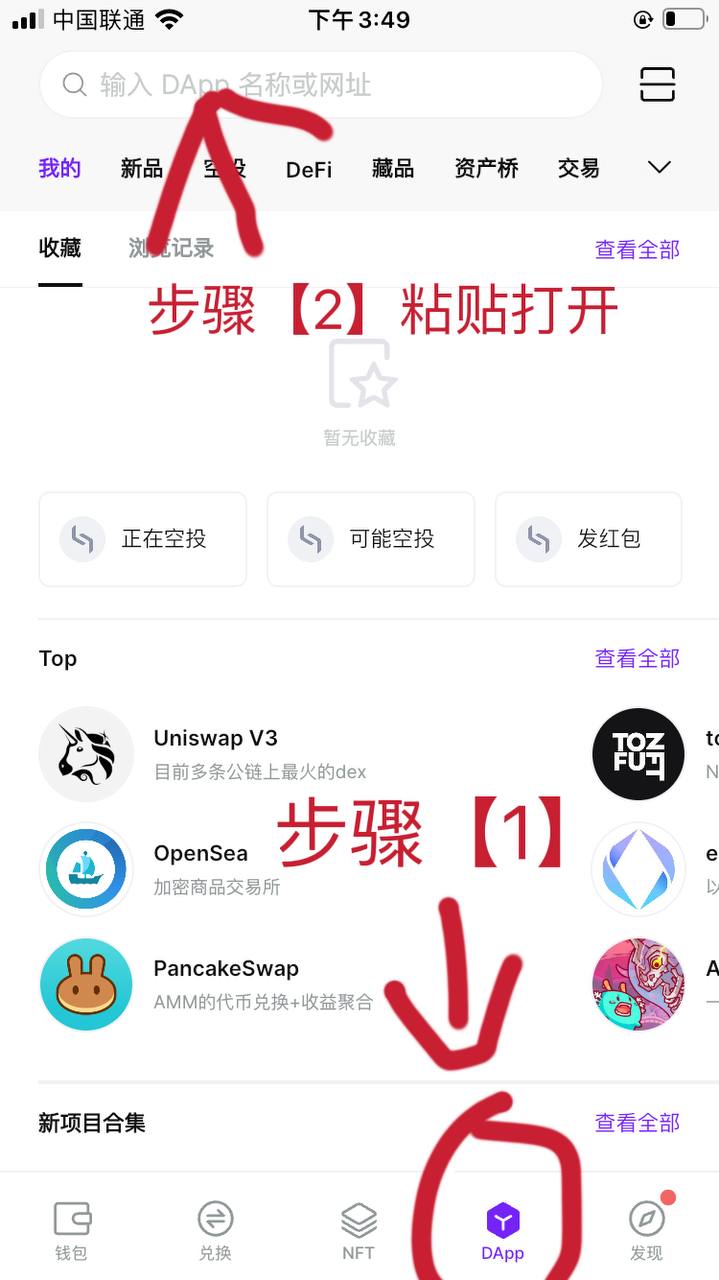 中国联通 下午3:49
输入 DApp 名称或网址
我的 新品 空投 DeFi 藏品 资产桥 交易
收藏 浏览记录 查看全部
步骤【2】粘贴打开
暂无收藏
正在空投 可能空投 发红包
Top 查看全部
Uniswap V3
目前多条公链上最火的dex
TOZ FUF
步骤【1】
OpenSea
加密商品交易所
PancakeSwap
AMM的代币兑换+收益聚合
新项目合集 查看全部
钱包 兑换 NFT DApp 发现